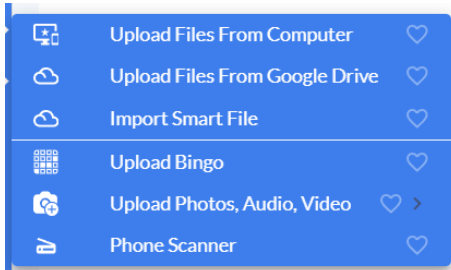 Upload Files From Computer
Upload Files From Google Drive
Import Smart File
Upload Bingo
Upload Photos, Audio, Video
Phone Scanner